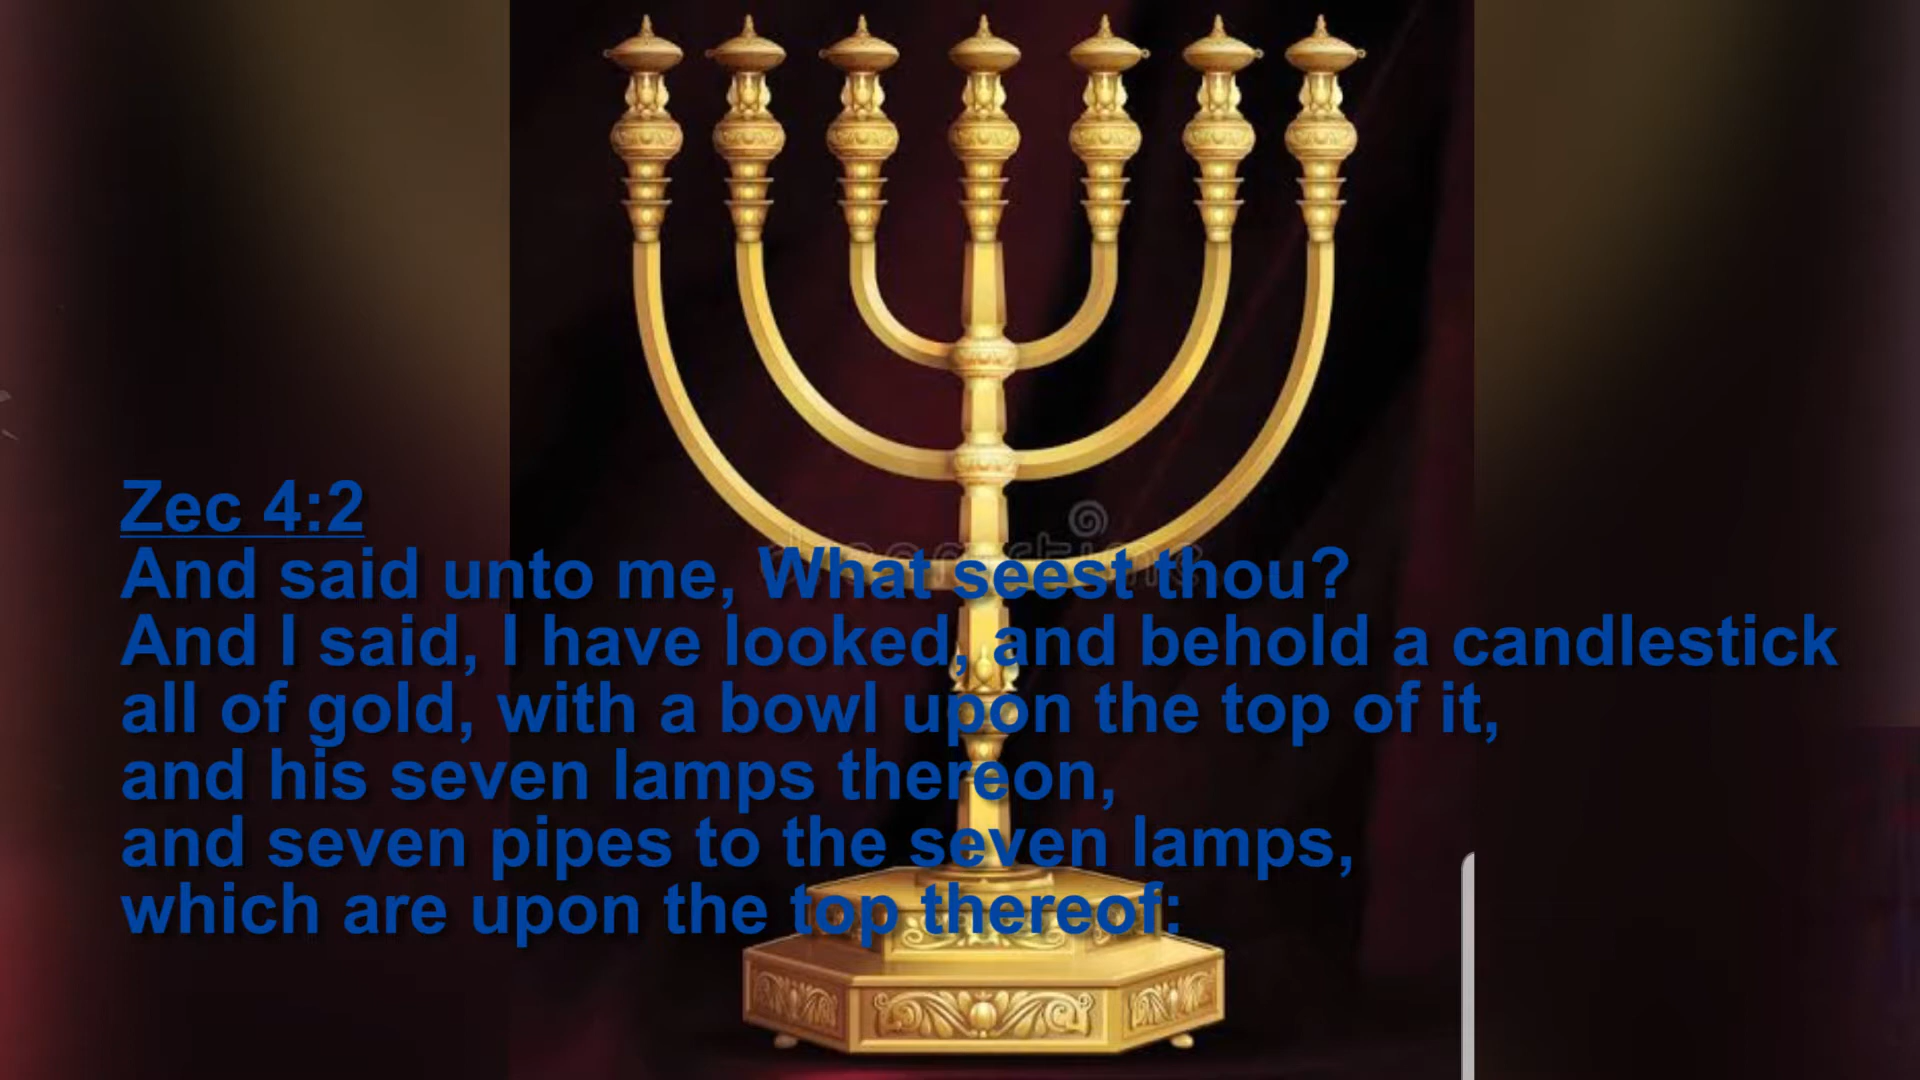 Zec 4:2
And said unto me, What seest thou?
And I said, I have looked, and behold a candlestick
all of gold, with a bowl upon the top of it,
and his seven lamps thereon,
and seven pipes to the seven lamps,
which are upon the top thereof: